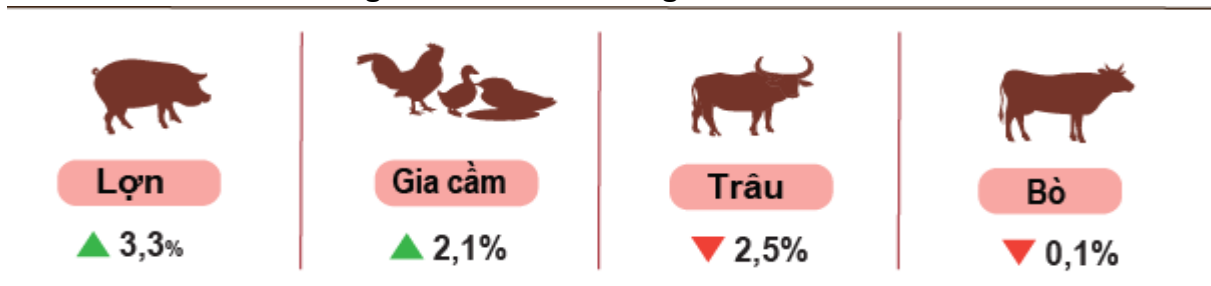 Lợn
Gia cầm
Trâu
Bò
3,3%
2,1%
2,5%
0,1%